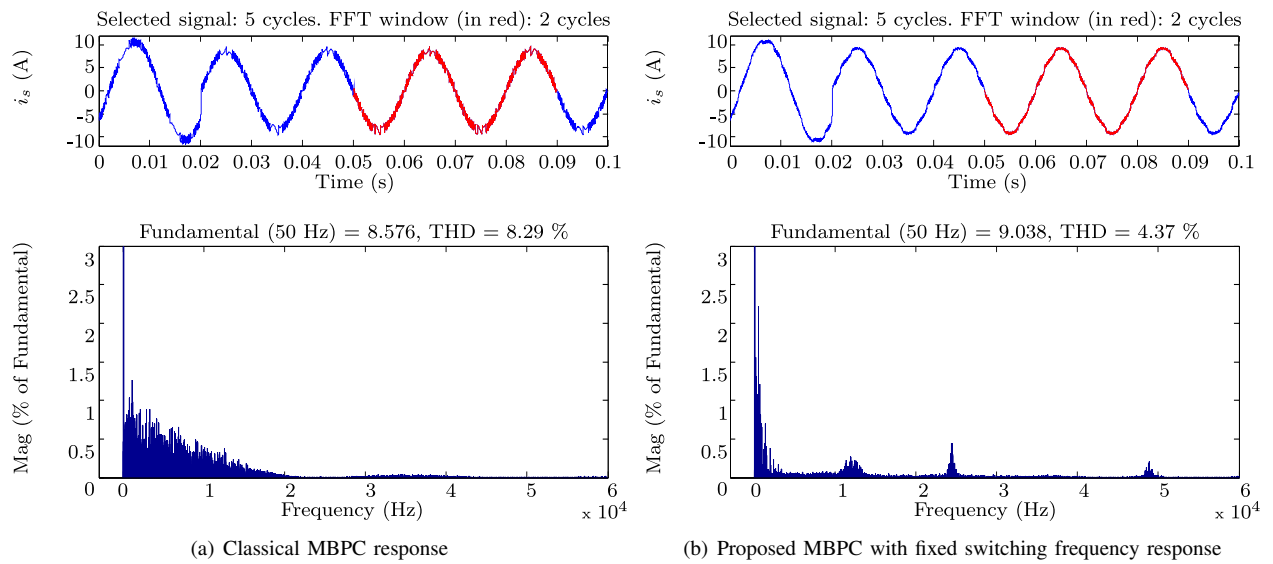 Selected signal: 5 cycles. FFT window (in red): 2 cycles
10
5
0
-5
-10
i_s (A)
0 0.01 0.02 0.03 0.04 0.05 0.06 0.07 0.08 0.09 0.1
Time (s)
Fundamental (50 Hz) = 8.576, THD = 8.29 %
3
2.5
2
1.5
1
0.5
0
Mag (% of Fundamental)
0 1 2 3 4 5 6
Frequency (Hz)
x 10^4
(a) Classical MBPC response
Selected signal: 5 cycles. FFT window (in red): 2 cycles
10
5
0
-5
-10
i_s (A)
0 0.01 0.02 0.03 0.04 0.05 0.06 0.07 0.08 0.09 0.1
Time (s)
Fundamental (50 Hz) = 9.038, THD = 4.37 %
3
2.5
2
1.5
1
0.5
0
Mag (% of Fundamental)
0 1 2 3 4 5 6
Frequency (Hz)
x 10^4
(b) Proposed MBPC with fixed switching frequency response